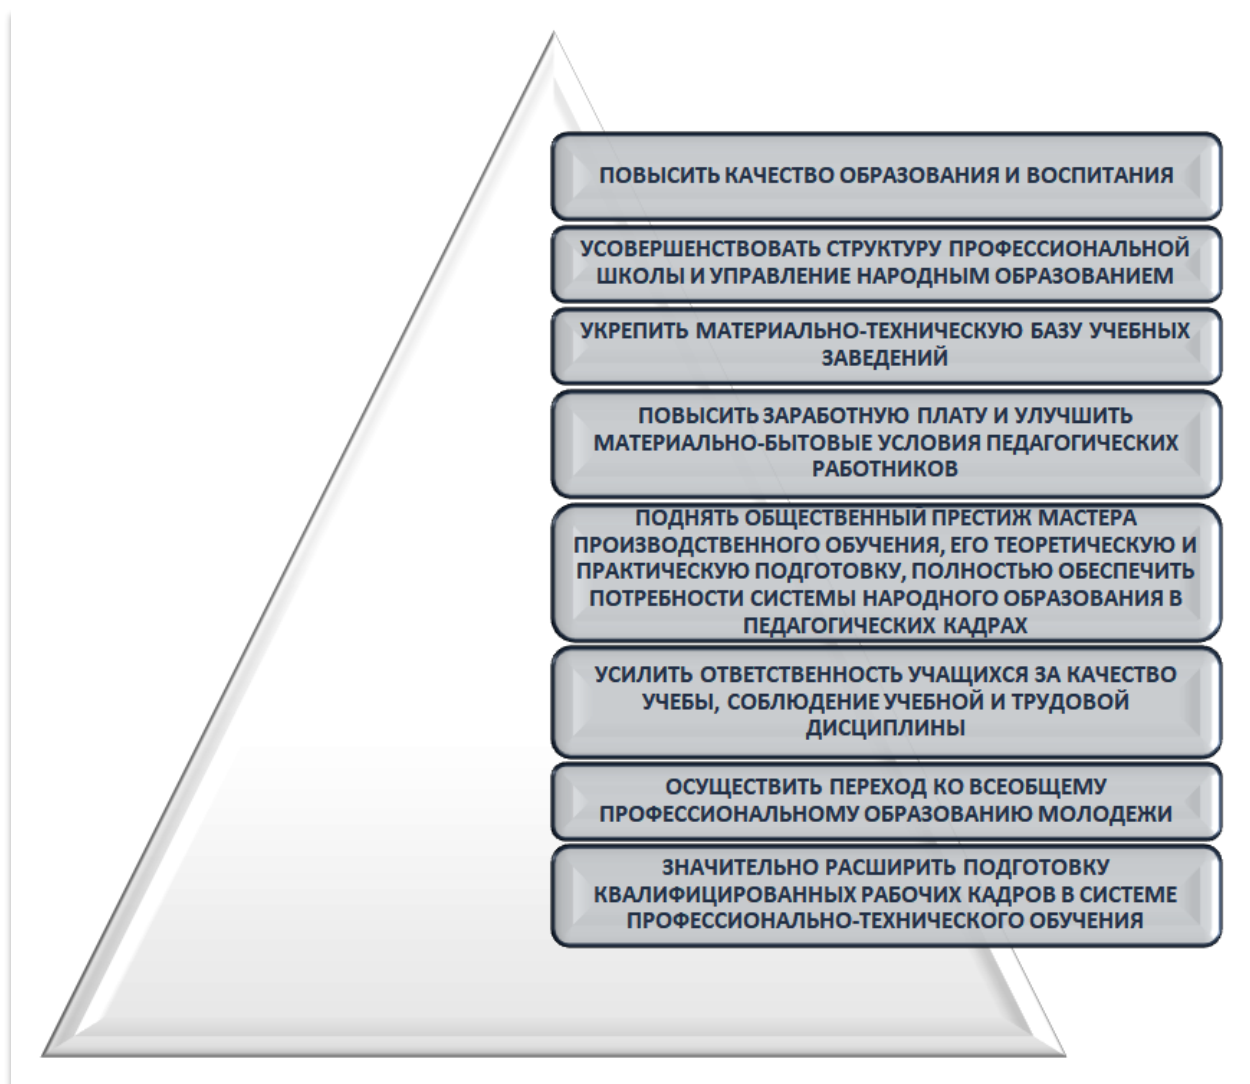 ПОВЫСИТЬ КАЧЕСТВО ОБРАЗОВАНИЯ И ВОСПИТАНИЯ
УСОВЕРШЕНСТВОВАТЬ СТРУКТУРУ ПРОФЕССИОНАЛЬНОЙ
ШКОЛЫ И УПРАВЛЕНИЕ НАРОДНЫМ ОБРАЗОВАНИЕМ
УКРЕПИТЬ МАТЕРИАЛЬНО-ТЕХНИЧЕСКУЮ БАЗУ УЧЕБНЫХ
ЗАВЕДЕНИЙ
ПОВЫСИТЬ ЗАРАБОТНУЮ ПЛАТУ И УЛУЧШИТЬ
МАТЕРИАЛЬНО-БЫТОВЫЕ УСЛОВИЯ ПЕДАГОГИЧЕСКИХ
РАБОТНИКОВ
ПОДНЯТЬ ОБЩЕСТВЕННЫЙ ПРЕСТИЖ МАСТЕРА
ПРОИЗВОДСТВЕННОГО ОБУЧЕНИЯ, ЕГО ТЕОРЕТИЧЕСКУЮ И
ПРАКТИЧЕСКУЮ ПОДГОТОВКУ, ПОЛНОСТЬЮ ОБЕСПЕЧИТЬ
ПОТРЕБНОСТИ СИСТЕМЫ НАРОДНОГО ОБРАЗОВАНИЯ В
ПЕДАГОГИЧЕСКИХ КАДРАХ
УСИЛИТЬ ОТВЕТСТВЕННОСТЬ УЧАЩИХСЯ ЗА КАЧЕСТВО
УЧЕБЫ, СОБЛЮДЕНИЕ УЧЕБНОЙ И ТРУДОВОЙ
ДИСЦИПЛИНЫ
ОСУЩЕСТВИТЬ ПЕРЕХОД КО ВСЕОБЩЕМУ
ПРОФЕССИОНАЛЬНОМУ ОБРАЗОВАНИЮ МОЛОДЕЖИ
ЗНАЧИТЕЛЬНО РАСШИРИТЬ ПОДГОТОВКУ
КВАЛИФИЦИРОВАННЫХ РАБОЧИХ КАДРОВ В СИСТЕМЕ
ПРОФЕССИОНАЛЬНО-ТЕХНИЧЕСКОГО ОБУЧЕНИЯ